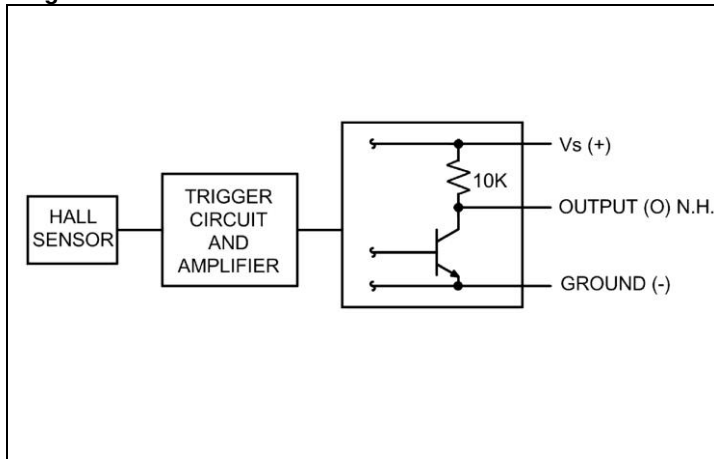 HALL
SENSOR
TRIGGER
CIRCUIT
AND
AMPLIFIER
10K
Vs (+)
OUTPUT (O) N.H.
GROUND (-)